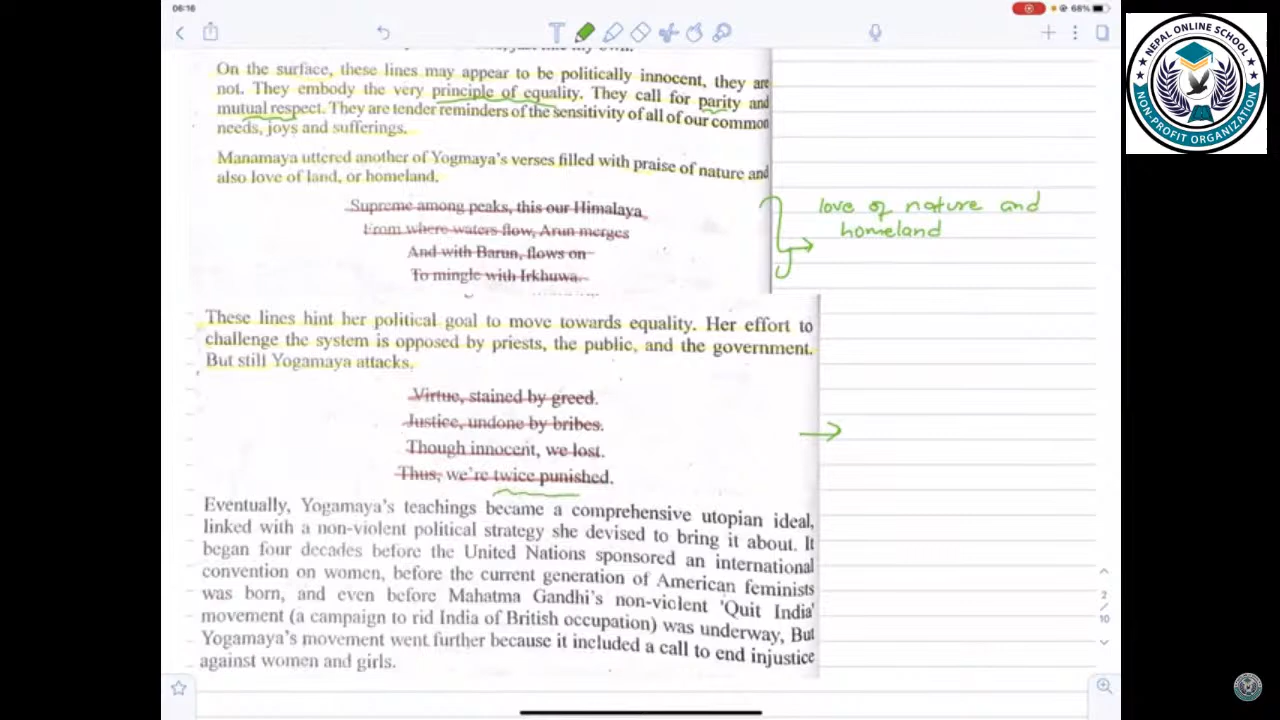 06:16
68%
NEPAL ONLINE SCHOOL
NON-PROFIT ORGANIZATION
just like my own.
On the surface, these lines may appear to be politically innocent, they are
not. They embody the very principle of equality. They call for parity and
mutual respect. They are tender reminders of the sensitivity of all of our common
needs, joys and sufferings.
Manamaya uttered another of Yogmaya's verses filled with praise of nature and
also love of land, or homeland.
Supreme among peaks, this our Himalaya
From where waters flow, Arun merges
And with Barun, flows on
To mingle with Irkhuwa.
love of nature and
homeland
These lines hint her political goal to move towards equality. Her effort to
challenge the system is opposed by priests, the public, and the government.
But still Yogamaya attacks.
Virtue, stained by greed.
Justice, undone by bribes.
Though innocent, we lost.
Thus, we're twice punished.
Eventually, Yogamaya's teachings became a comprehensive utopian ideal,
linked with a non-violent political strategy she devised to bring it about. It
began four decades before the United Nations sponsored an international
convention on women, before the current generation of American feminists
was born, and even before Mahatma Gandhi's non-violent 'Quit India'
movement (a campaign to rid India of British occupation) was underway, But
Yogamaya's movement went further because it included a call to end injustice
against women and girls.
2
/
10